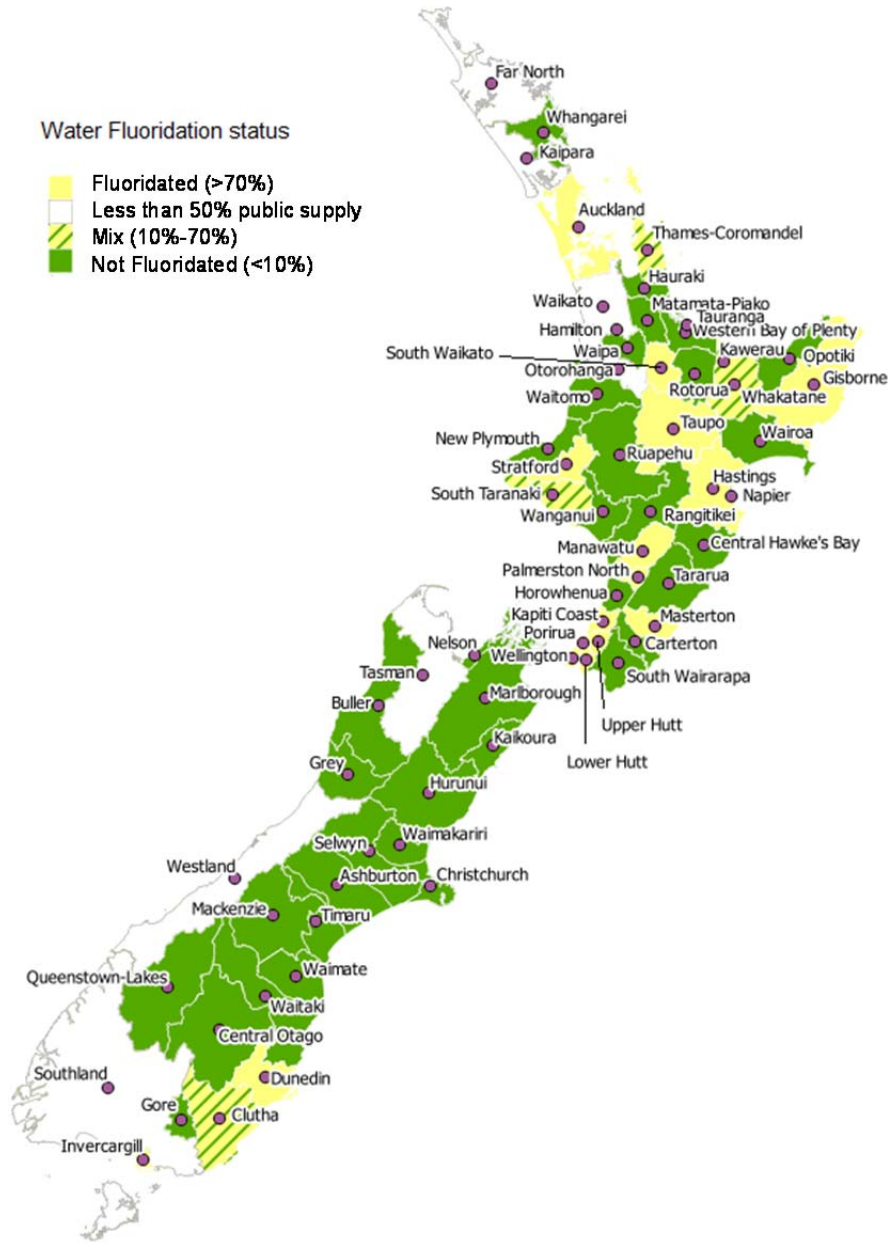 Far North
Water Fluoridation status
Whangarei
Kaipara
Fluoridated (>70%)
Less than 50% public supply
Mix (10%-70%)
Not Fluoridated (<10%)
Auckland
Thames-Coromandel
Hauraki
Waikato
Matamata-Piako
Tauranga
Hamilton
Western Bay of Plenty
South Waikato
Waipa
Kawerau
Opotiki
Otorohanga
Gisborne
Rotorua
Whakatane
Waitomo
Taupo
Wairoa
New Plymouth
Ruapehu
Stratford
Hastings
South Taranaki
Napier
Wanganui
Rangitikei
Manawatu
Central Hawke's Bay
Palmerston North
Tararua
Horowhenua
Kapiti Coast
Masterton
Porirua
Nelson
Carterton
Wellington
Tasman
South Wairarapa
Marlborough
Buller
Upper Hutt
Kaikoura
Lower Hutt
Grey
Hurunui
Waimakariri
Selwyn
Westland
Ashburton
Christchurch
Mackenzie
Timaru
Waimate
Queenstown-Lakes
Waitaki
Central Otago
Southland
Dunedin
Gore
Clutha
Invercargill